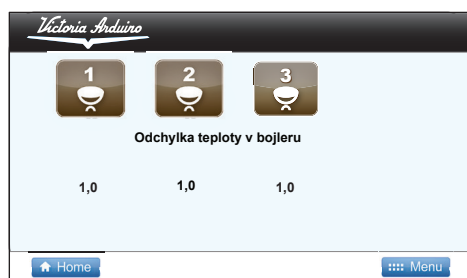 Victoria Arduino
1 2 3
Odchylka teploty v bojleru
1,0 1,0 1,0
Home Menu